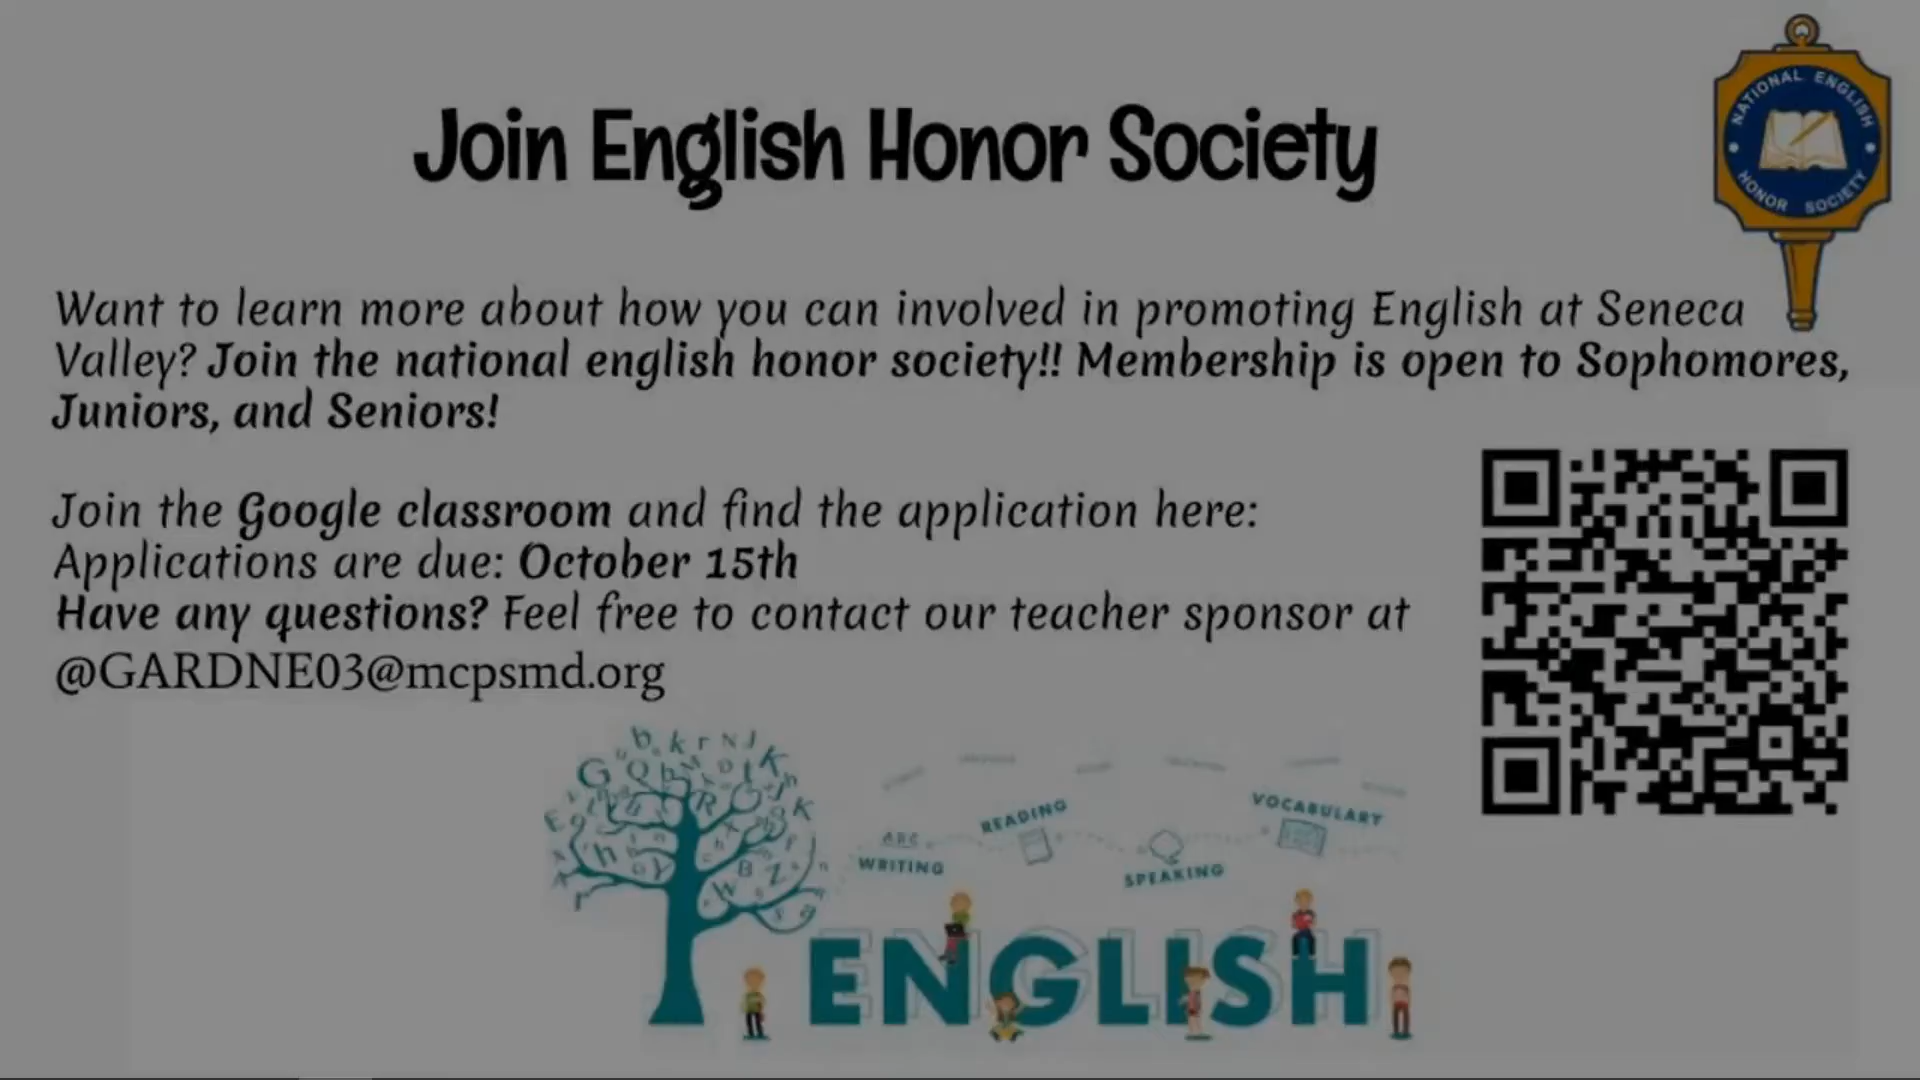 Join English Honor Society
NATIONAL ENGLISH
HONOR SOCIETY
Want to learn more about how you can involved in promoting English at Seneca
Valley? Join the national english honor society!! Membership is open to Sophomores,
Juniors, and Seniors!
Join the Google classroom and find the application here:
Applications are due: October 15th
Have any questions? Feel free to contact our teacher sponsor at
@GARDNE03@mcpsmd.org
ABC
WRITING
READING
SPEAKING
VOCABULARY
ENGLISH